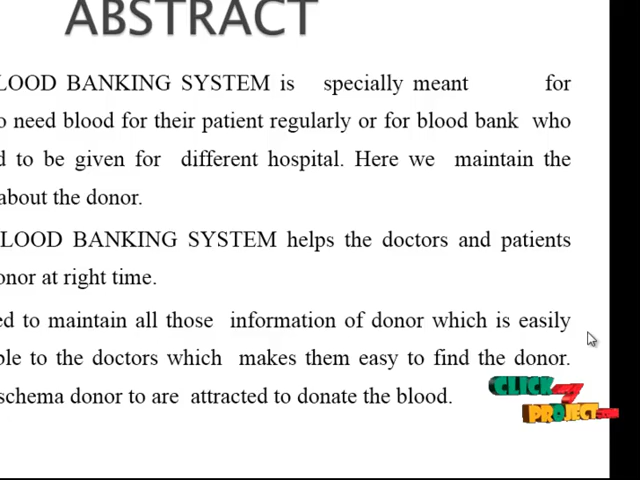 ABSTRACT
LOOD BANKING SYSTEM is specially meant for
o need blood for their patient regularly or for blood bank who
d to be given for different hospital. Here we maintain the
about the donor.
LOOD BANKING SYSTEM helps the doctors and patients
onor at right time.
ed to maintain all those information of donor which is easily
ble to the doctors which makes them easy to find the donor.
schema donor to are attracted to donate the blood.
CLICK
PROJECT